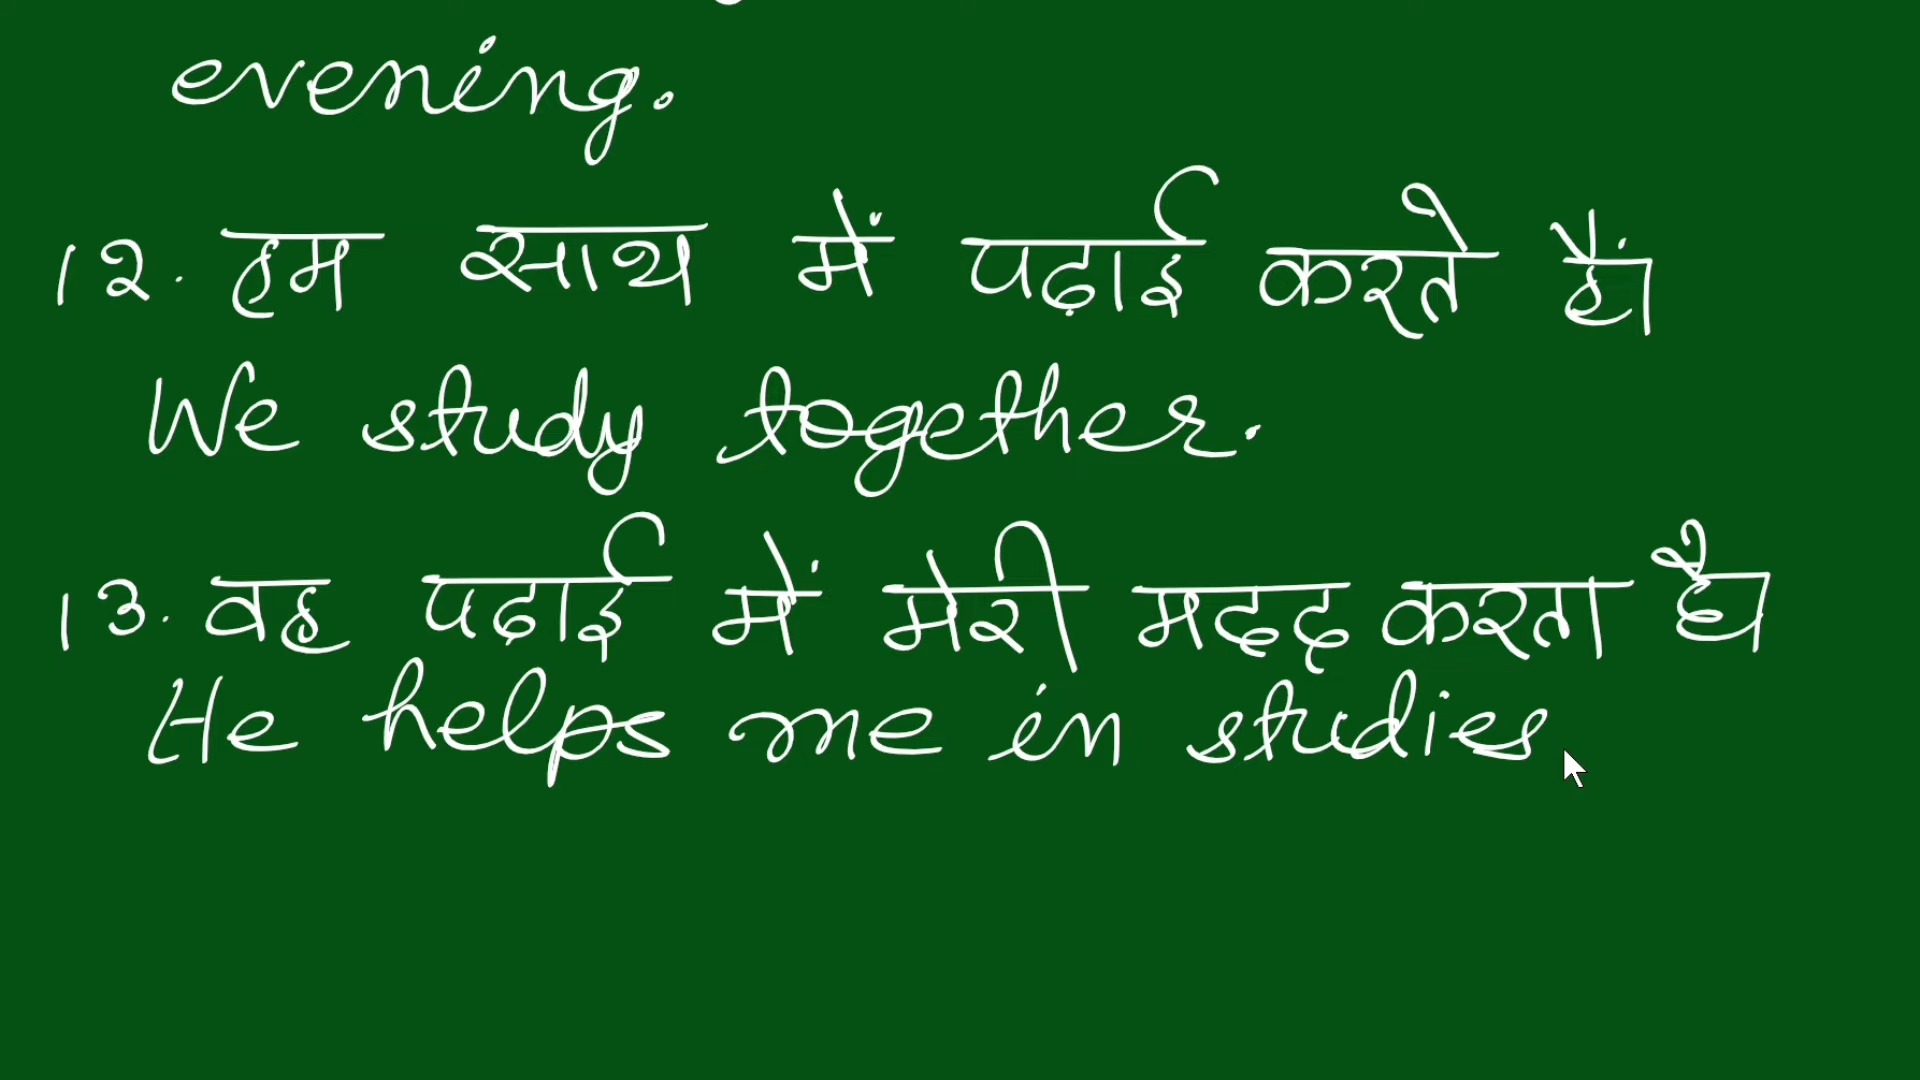 evening.
12. हम साथ में पढ़ाई करते हैं।
We study together.
13. वह पढाई में मेरी मदद करता है।
He helps me in studies